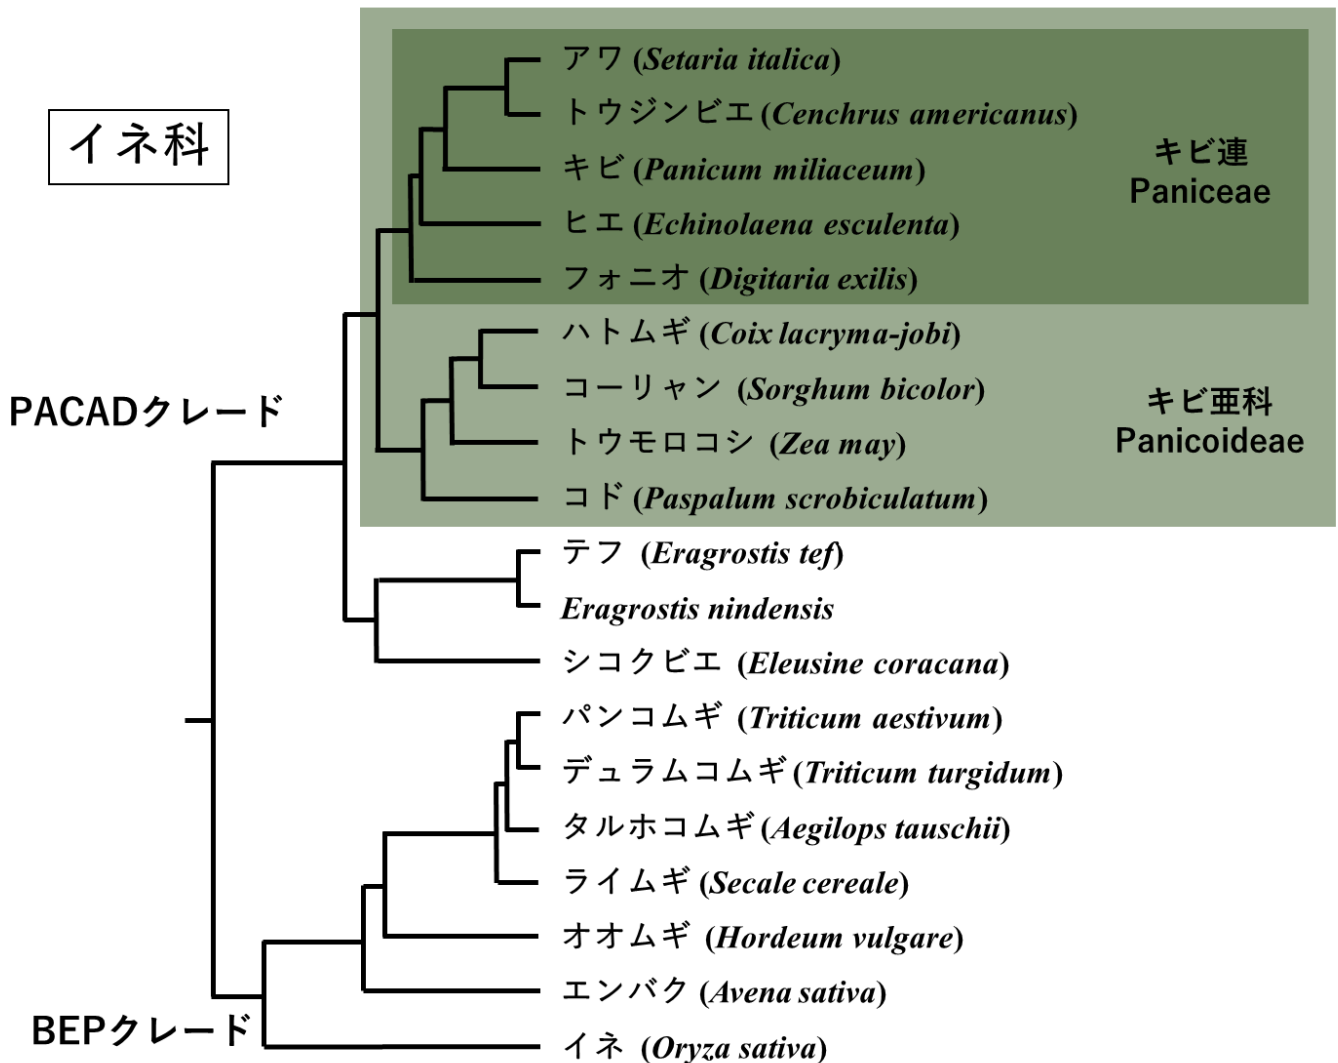 イネ科
アワ (Setaria italica)
トウジンビエ (Cenchrus americanus)
キビ (Panicum miliaceum)
ヒエ (Echinolaena esculenta)
フォニオ (Digitaria exilis)
キビ連
Paniceae
ハトムギ (Coix lacryma-jobi)
コーリャン (Sorghum bicolor)
トウモロコシ (Zea may)
コド (Paspalum scrobiculatum)
キビ亜科
Panicoideae
PACADクレード
テフ (Eragrostis tef)
Eragrostis nindensis
シコクビエ (Eleusine coracana)
パンコムギ (Triticum aestivum)
デュラムコムギ (Triticum turgidum)
タルホコムギ (Aegilops tauschii)
ライムギ (Secale cereale)
オオムギ (Hordeum vulgare)
エンバク (Avena sativa)
イネ (Oryza sativa)
BEPクレード